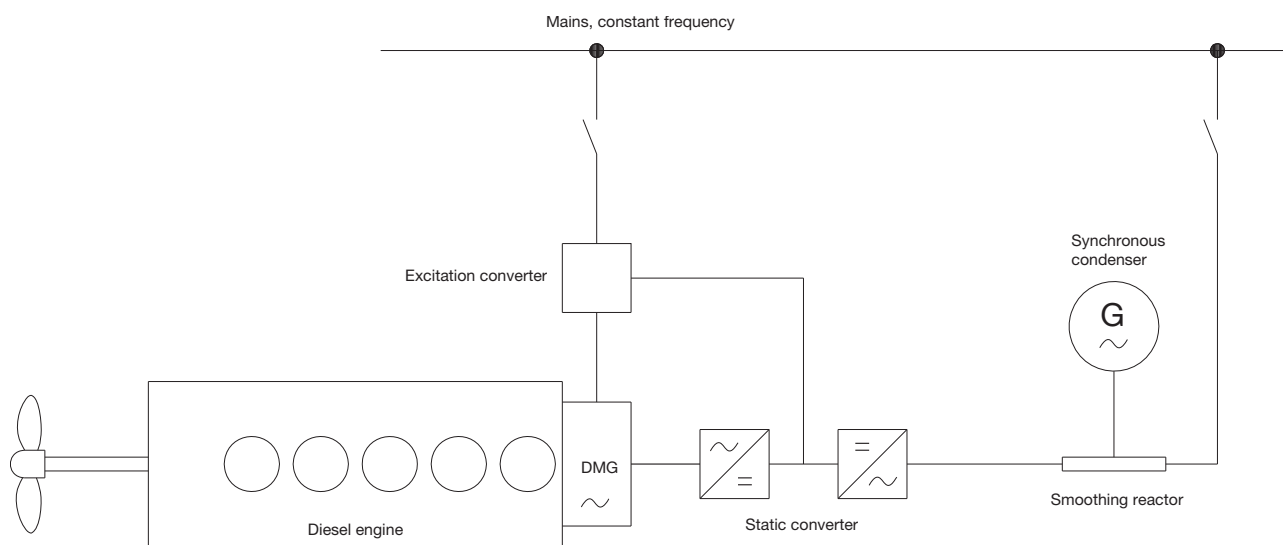 Mains, constant frequency
Synchronous
condenser
Excitation converter
G
DMG
Static converter
Smoothing reactor
Diesel engine